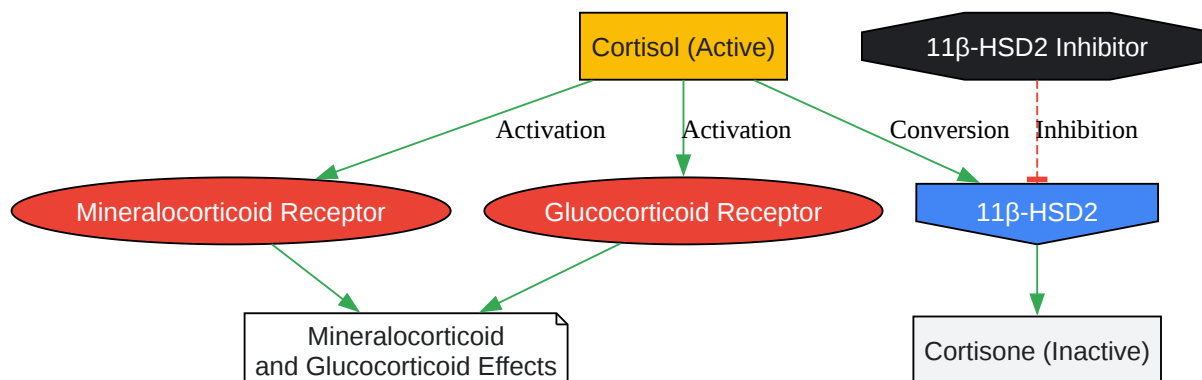 Cortisol (Active)
11β-HSD2 Inhibitor
Activation
Activation
Conversion
Inhibition
Mineralocorticoid Receptor
Glucocorticoid Receptor
11β-HSD2
Mineralocorticoid
and Glucocorticoid Effects
Cortisone (Inactive)